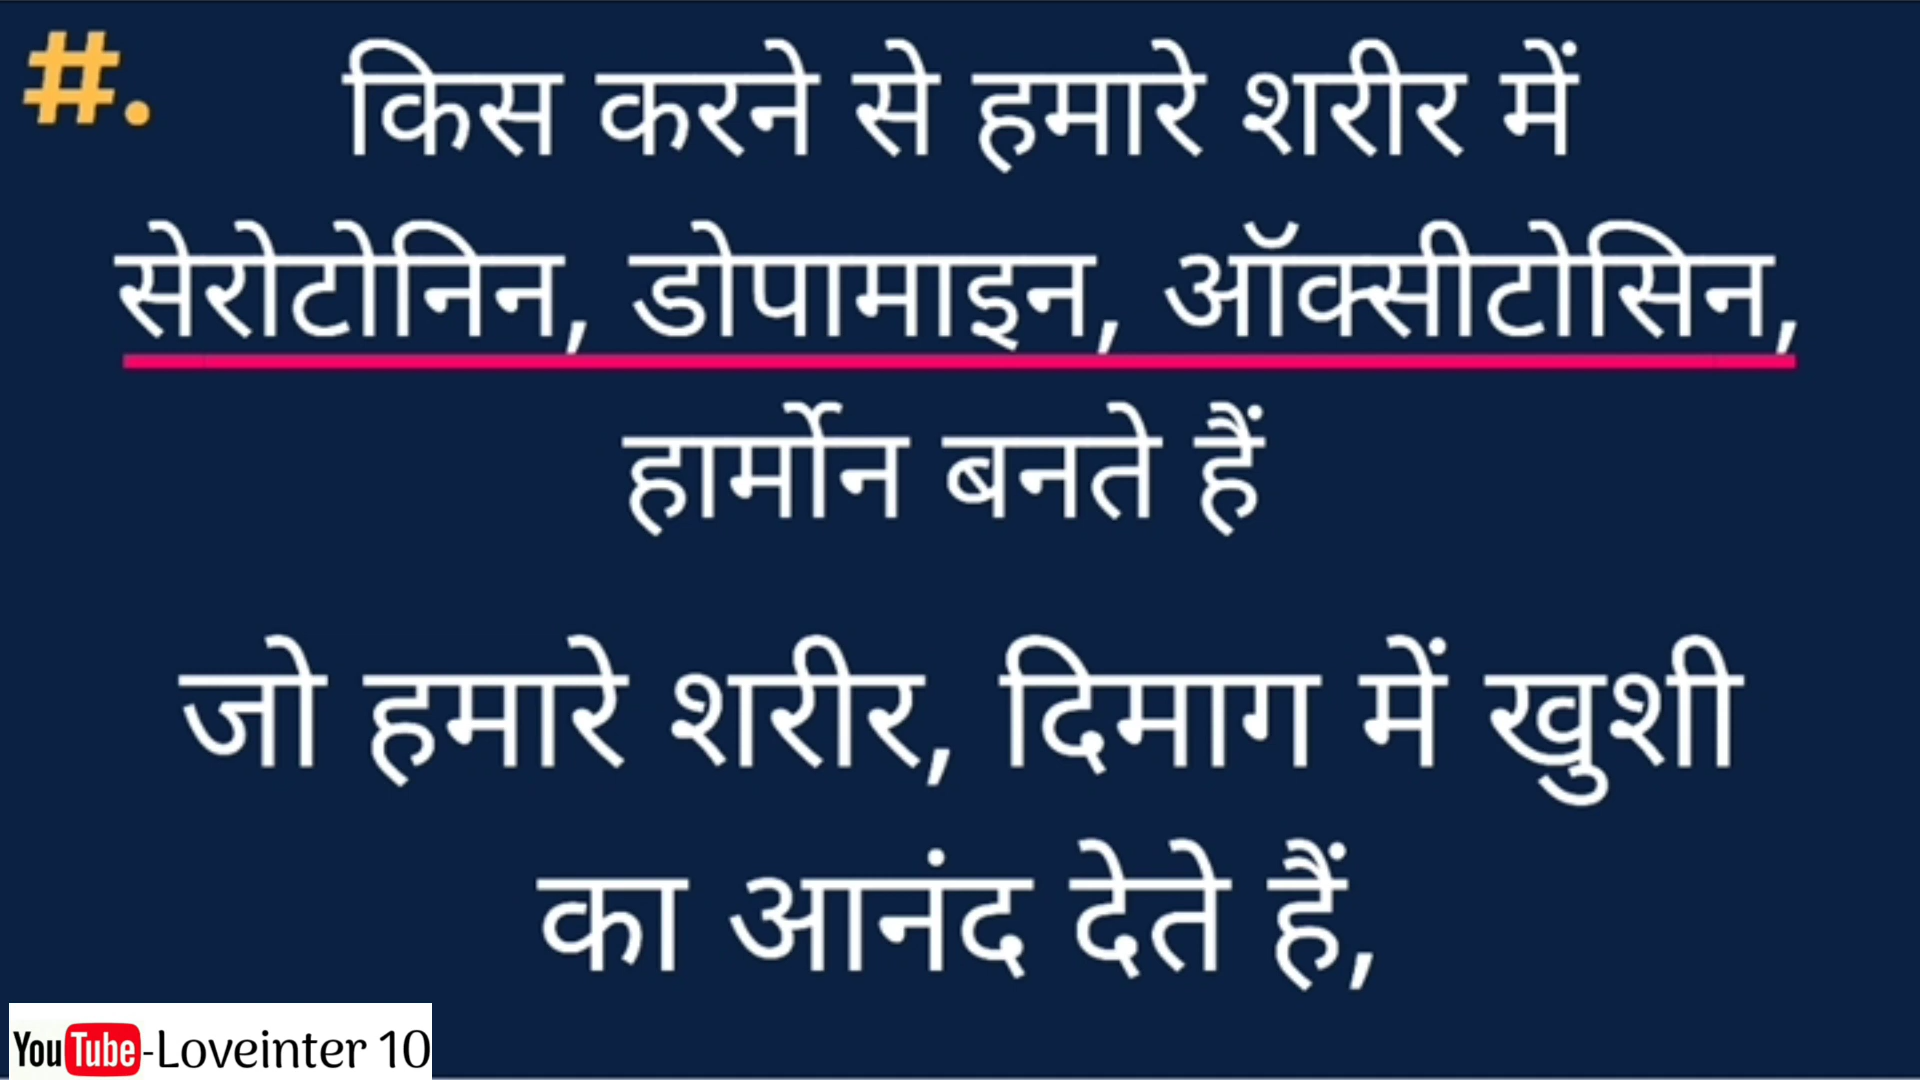 #. किस करने से हमारे शरीर में
सेरोटोनिन, डोपामाइन, ऑक्सीटोसिन,
हार्मोन बनते हैं
जो हमारे शरीर, दिमाग में खुशी
का आनंद देते हैं,
YouTube-Loveinter 10